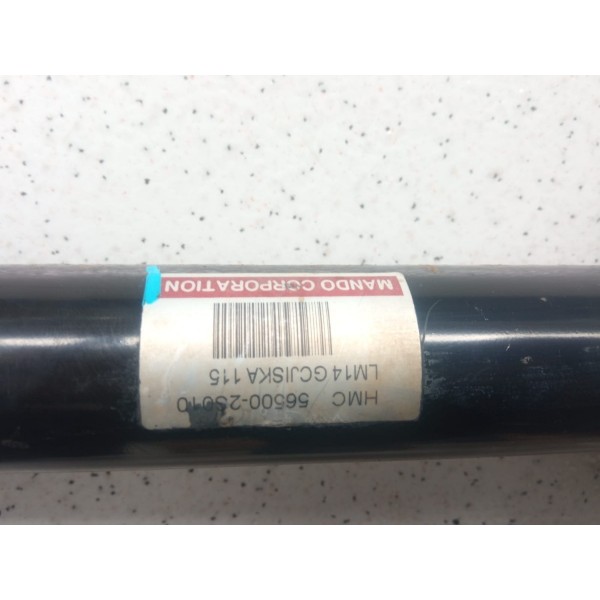 MANDO CORPORATION
LM14 GCJISKA 115
HMC 56500-2S010